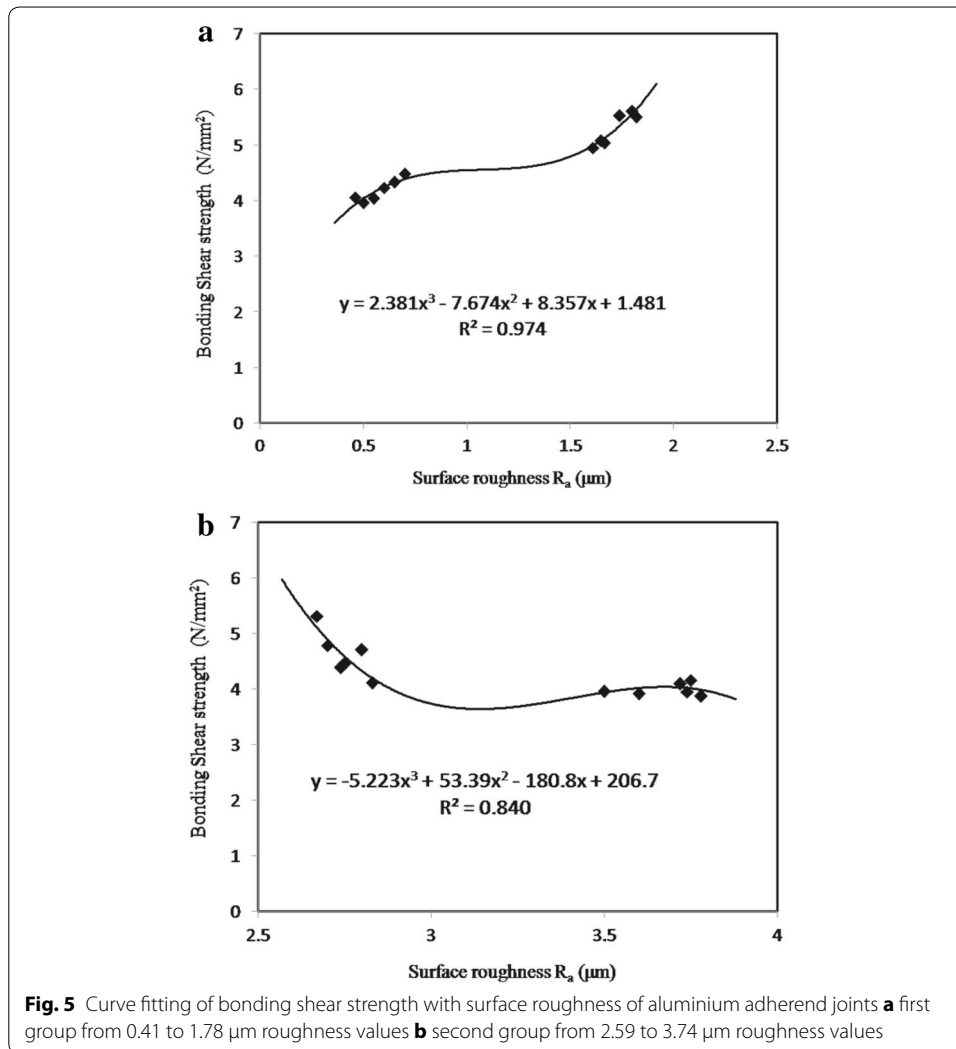 a
7
6
5
4
3
2
1
0
Bonding Shear strength (N/mm²)
y = 2.381x³ - 7.674x² + 8.357x + 1.481
R² = 0.974
0 0.5 1 1.5 2 2.5
Surface roughness Rₐ (µm)
b
7
6
5
4
3
2
1
0
Bonding Shear strength (N/mm²)
y = -5.223x³ + 53.39x² - 180.8x + 206.7
R² = 0.840
2.5 3 3.5 4
Surface roughness Rₐ (µm)
Fig. 5 Curve fitting of bonding shear strength with surface roughness of aluminium adherend joints a first
group from 0.41 to 1.78 µm roughness values b second group from 2.59 to 3.74 µm roughness values